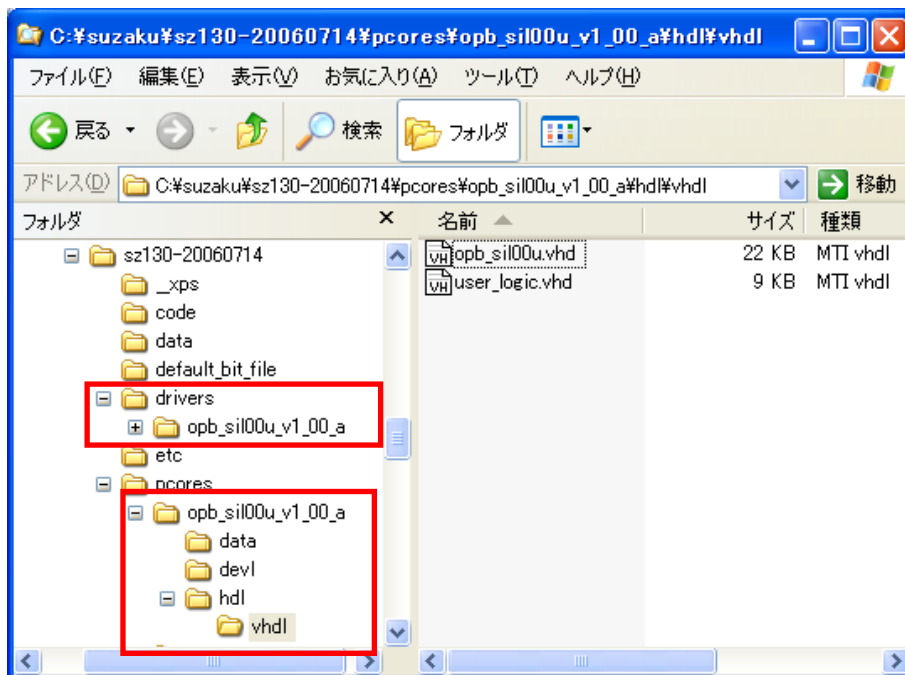 C:¥suzaku¥sz130-20060714¥pcores¥opb_sil00u_v1_00_a¥hdl¥vhdl
ファイル(F) 編集(E) 表示(V) お気に入り(A) ツール(T) ヘルプ(H)
戻る 検索 フォルダ
アドレス(D) C:¥suzaku¥sz130-20060714¥pcores¥opb_sil00u_v1_00_a¥hdl¥vhdl 移動
フォルダ × 名前 サイズ 種類
sz130-20060714 opb_sil00u.vhd 22 KB MTI vhdl
_xps user_logic.vhd 9 KB MTI vhdl
code
data
default_bit_file
drivers
opb_sil00u_v1_00_a
etc
pcores
opb_sil00u_v1_00_a
data
devl
hdl
vhdl